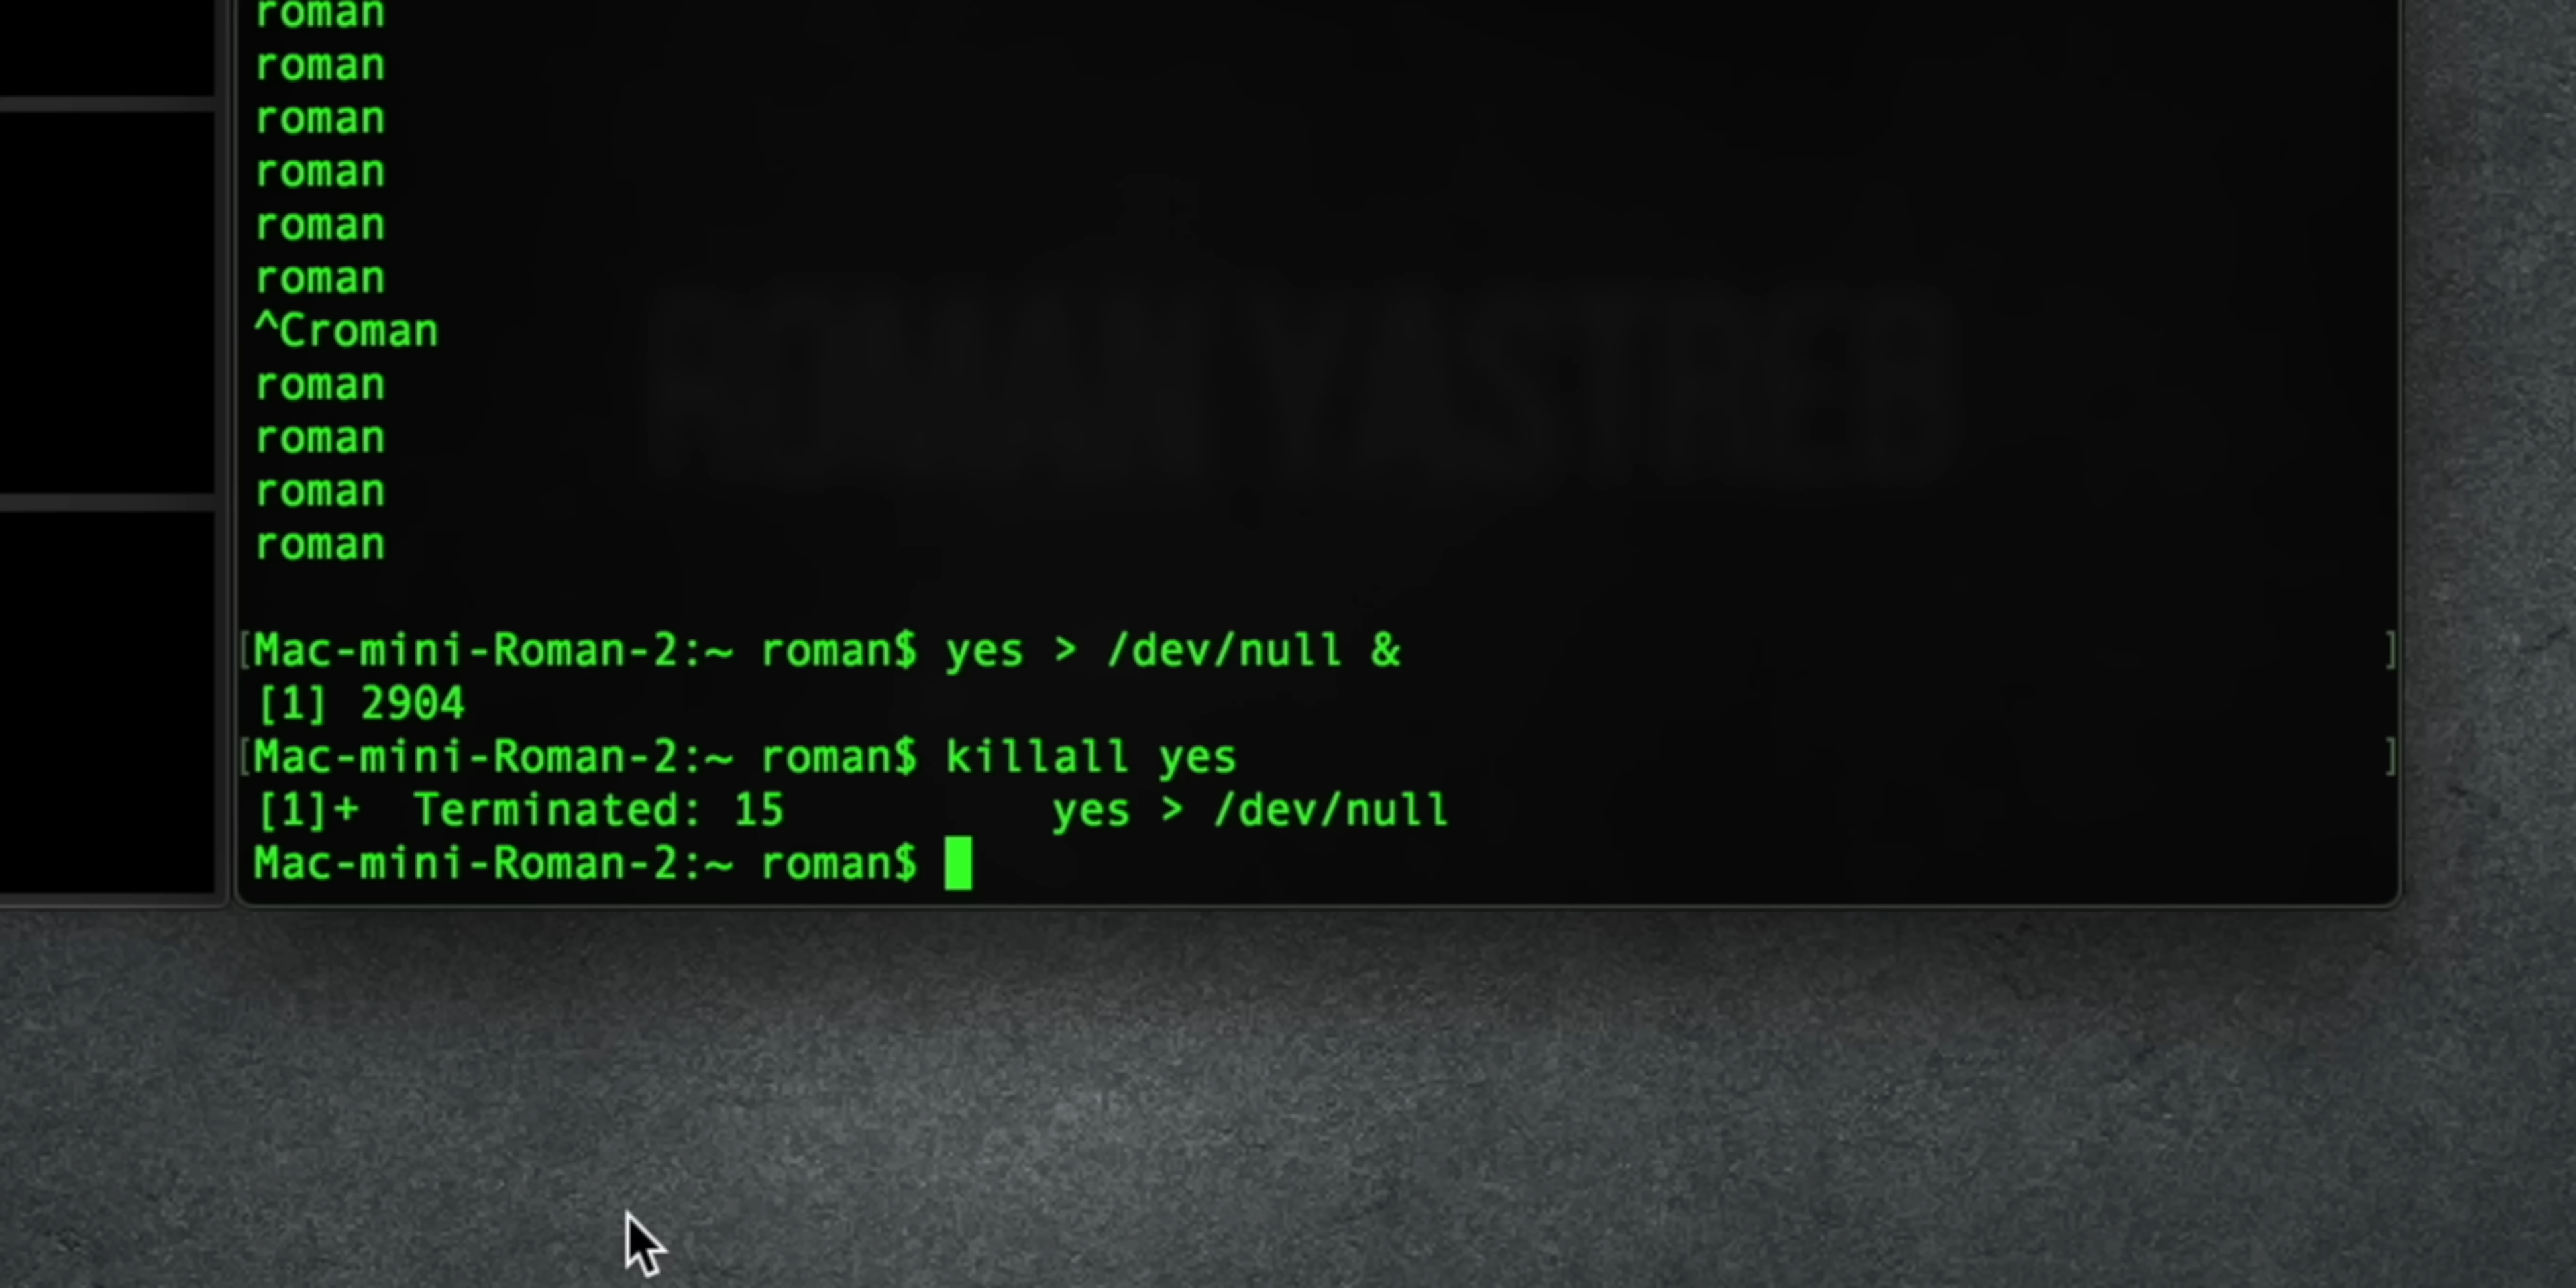 roman
roman
roman
roman
roman
roman
^Croman
roman
roman
roman
roman
ROMAN YASTREB
[Mac-mini-Roman-2:~ roman$ yes > /dev/null & ]
[1] 2904
[Mac-mini-Roman-2:~ roman$ killall yes ]
[1]+  Terminated: 15          yes > /dev/null
Mac-mini-Roman-2:~ roman$